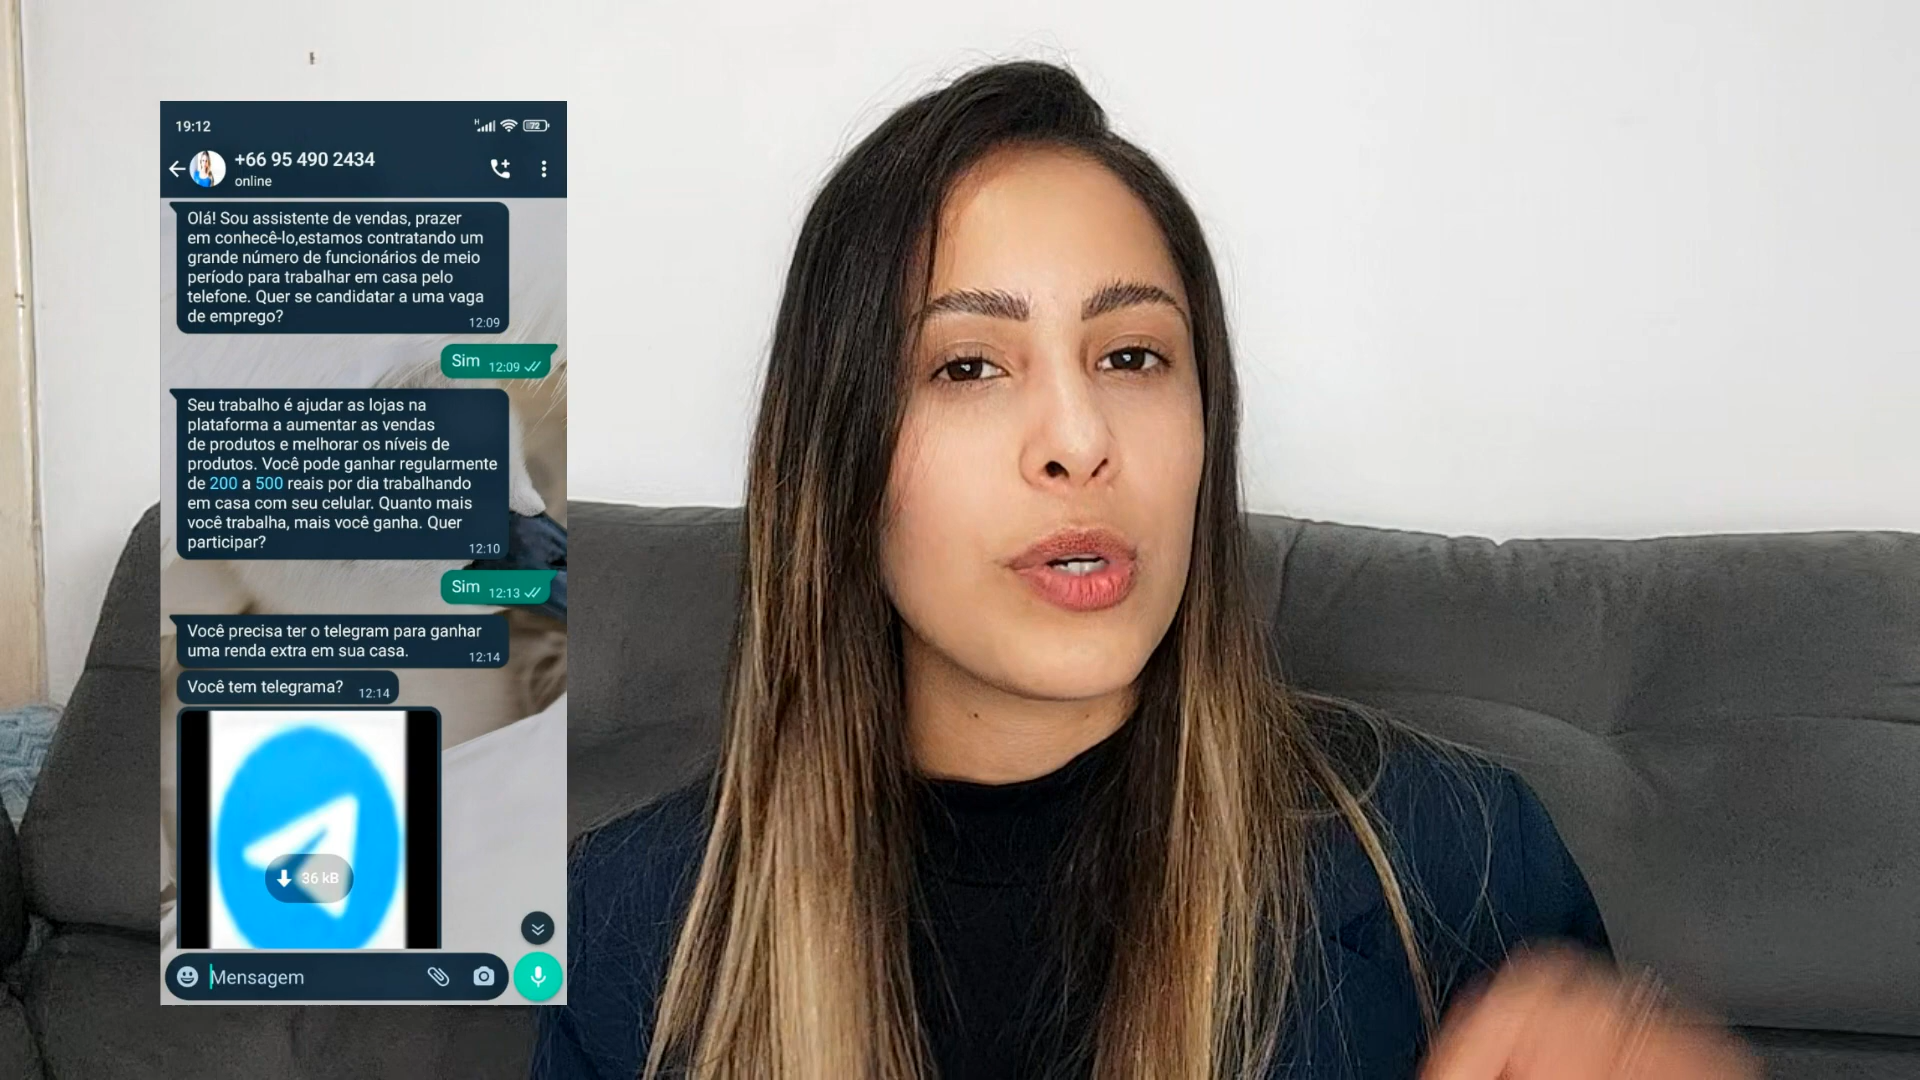 19:12
H
72
+66 95 490 2434
online
Olá! Sou assistente de vendas, prazer
em conhecê-lo,estamos contratando um
grande número de funcionários de meio
período para trabalhar em casa pelo
telefone. Quer se candidatar a uma vaga
de emprego?
12:09
Sim 12:09
Seu trabalho é ajudar as lojas na
plataforma a aumentar as vendas
de produtos e melhorar os níveis de
produtos. Você pode ganhar regularmente
de 200 a 500 reais por dia trabalhando
em casa com seu celular. Quanto mais
você trabalha, mais você ganha. Quer
participar?
12:10
Sim 12:13
Você precisa ter o telegram para ganhar
uma renda extra em sua casa.
12:14
Você tem telegrama? 12:14
36 kB
Mensagem